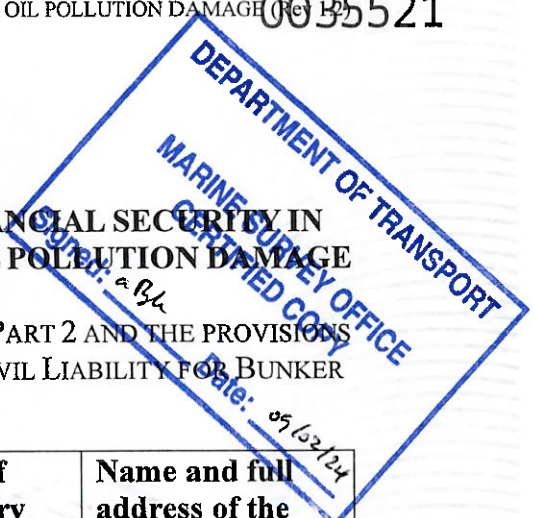 OIL POLLUTION DAMAGE (Rev 1-2)
0035521
DEPARTMENT OF TRANSPORT
MARINE SURVEY OFFICE
CERTIFIED COPY
Signed:
Date: 09/02/24
NCIAL SECURITY IN
POLLUTION DAMAGE
PART 2 AND THE PROVISIONS
VIL LIABILITY FOR BUNKER
Name and full
address of the